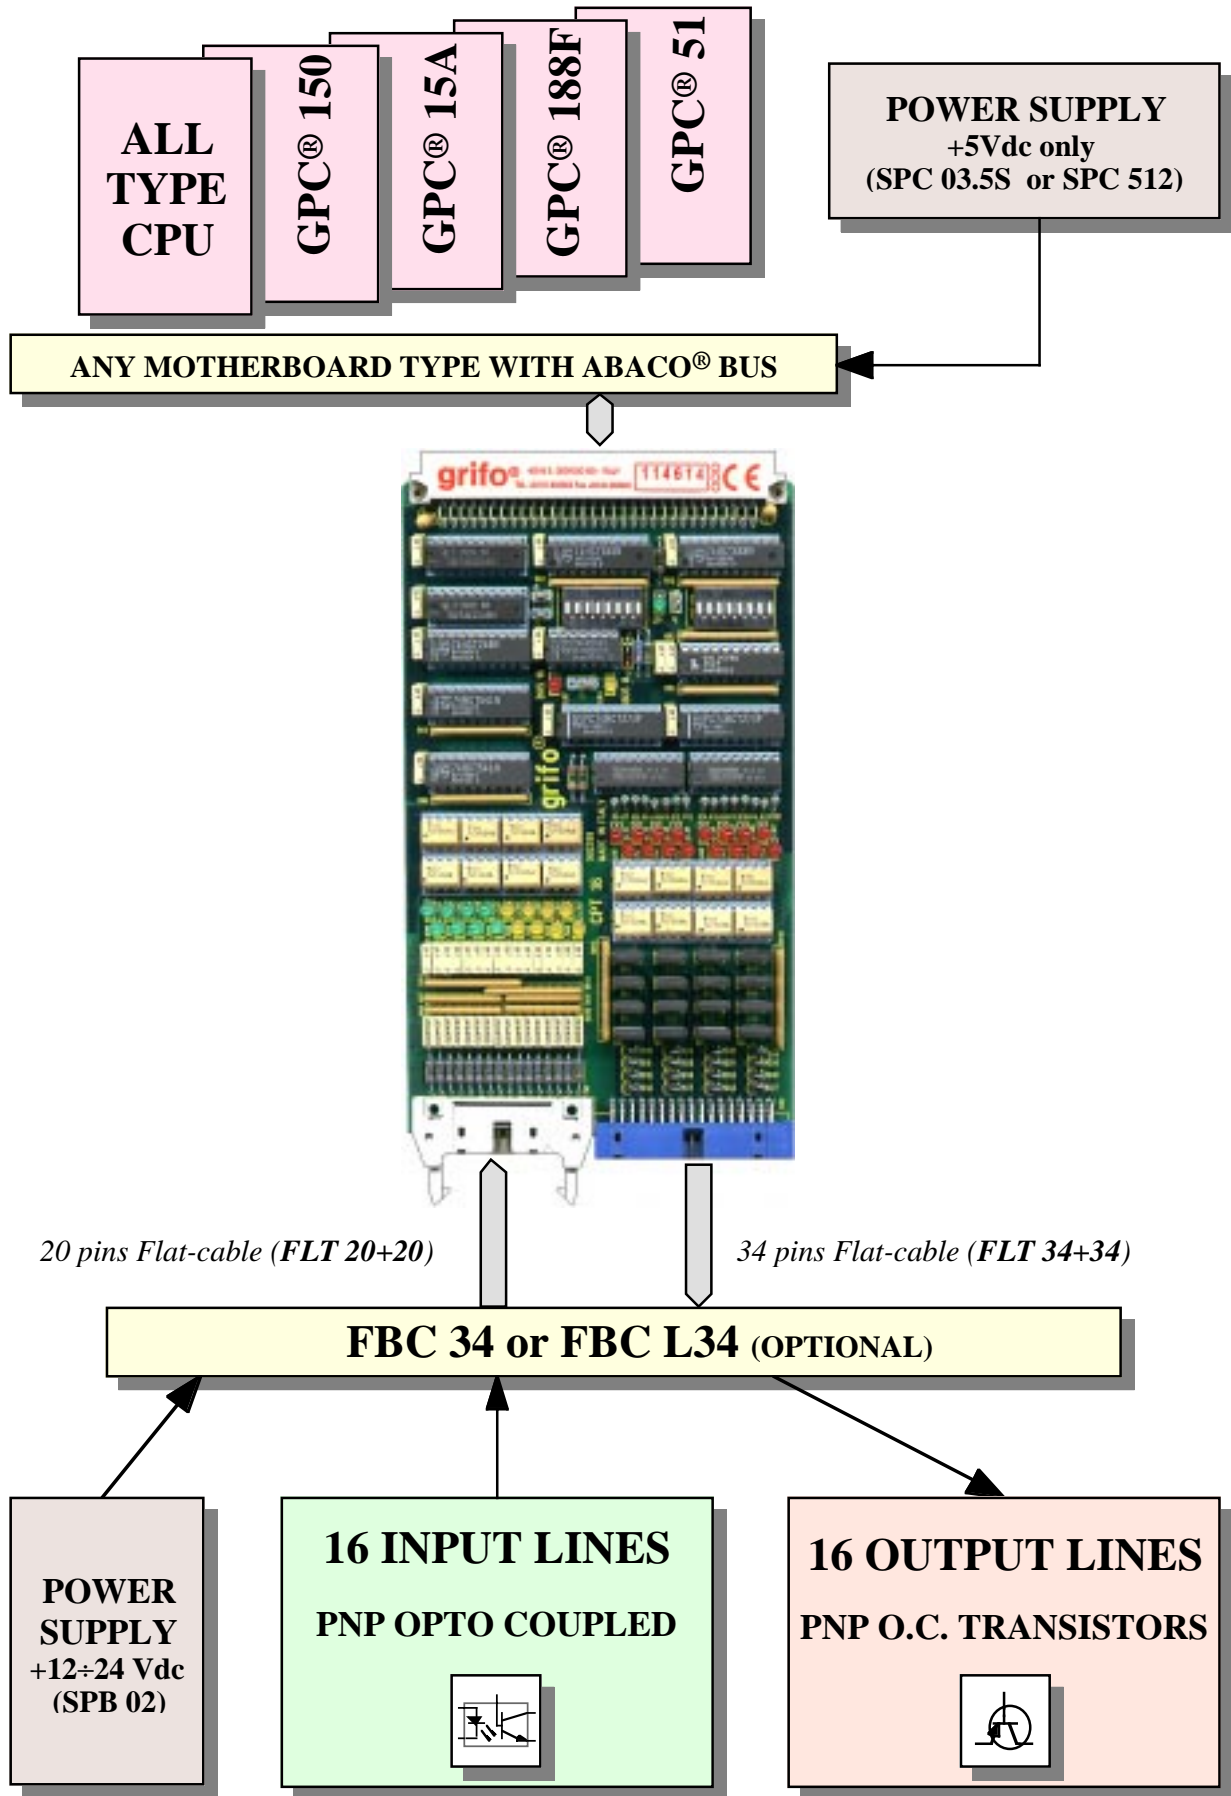 ALL
TYPE
CPU
GPC® 150
GPC® 15A
GPC® 188F
GPC® 51
POWER SUPPLY
+5Vdc only
(SPC 03.5S or SPC 512)
ANY MOTHERBOARD TYPE WITH ABACO® BUS
grifo®
114614
CE
grifo®
CPT 36
20 pins Flat-cable (FLT 20+20)
34 pins Flat-cable (FLT 34+34)
FBC 34 or FBC L34 (OPTIONAL)
POWER
SUPPLY
+12÷24 Vdc
(SPB 02)
16 INPUT LINES
PNP OPTO COUPLED
16 OUTPUT LINES
PNP O.C. TRANSISTORS